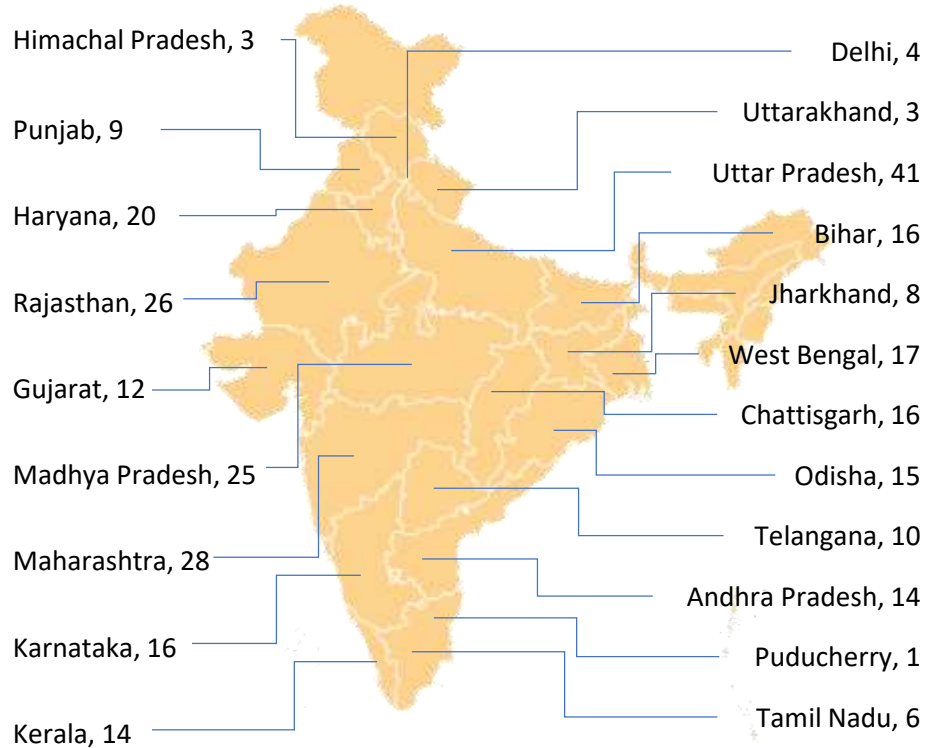 Himachal Pradesh, 3
Punjab, 9
Haryana, 20
Rajasthan, 26
Gujarat, 12
Madhya Pradesh, 25
Maharashtra, 28
Karnataka, 16
Kerala, 14
Delhi, 4
Uttarakhand, 3
Uttar Pradesh, 41
Bihar, 16
Jharkhand, 8
West Bengal, 17
Chattisgarh, 16
Odisha, 15
Telangana, 10
Andhra Pradesh, 14
Puducherry, 1
Tamil Nadu, 6